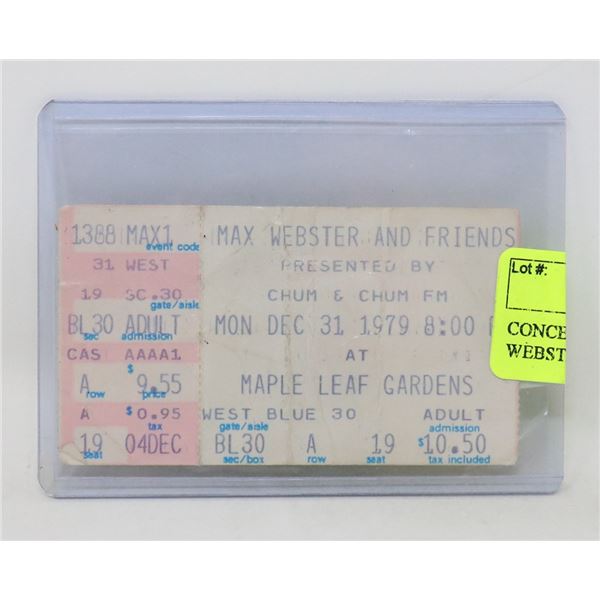 1388 MAX1
event code
31 WEST
19 SC.30
gate/aisle
BL30 ADULT
sec admission
CAS AAAA1
A $ 9.55
row price
A $ 0.95
tax
19 04DEC
seat
MAX WEBSTER AND FRIENDS
PRESENTED BY
CHUM & CHUM FM
MON DEC 31 1979 8:00
AT
MAPLE LEAF GARDENS
WEST BLUE 30 ADULT
gate/aisle admission
BL30 A 19 $10.50
sec/box row seat tax included
Lot #:
CONCE
WEBST